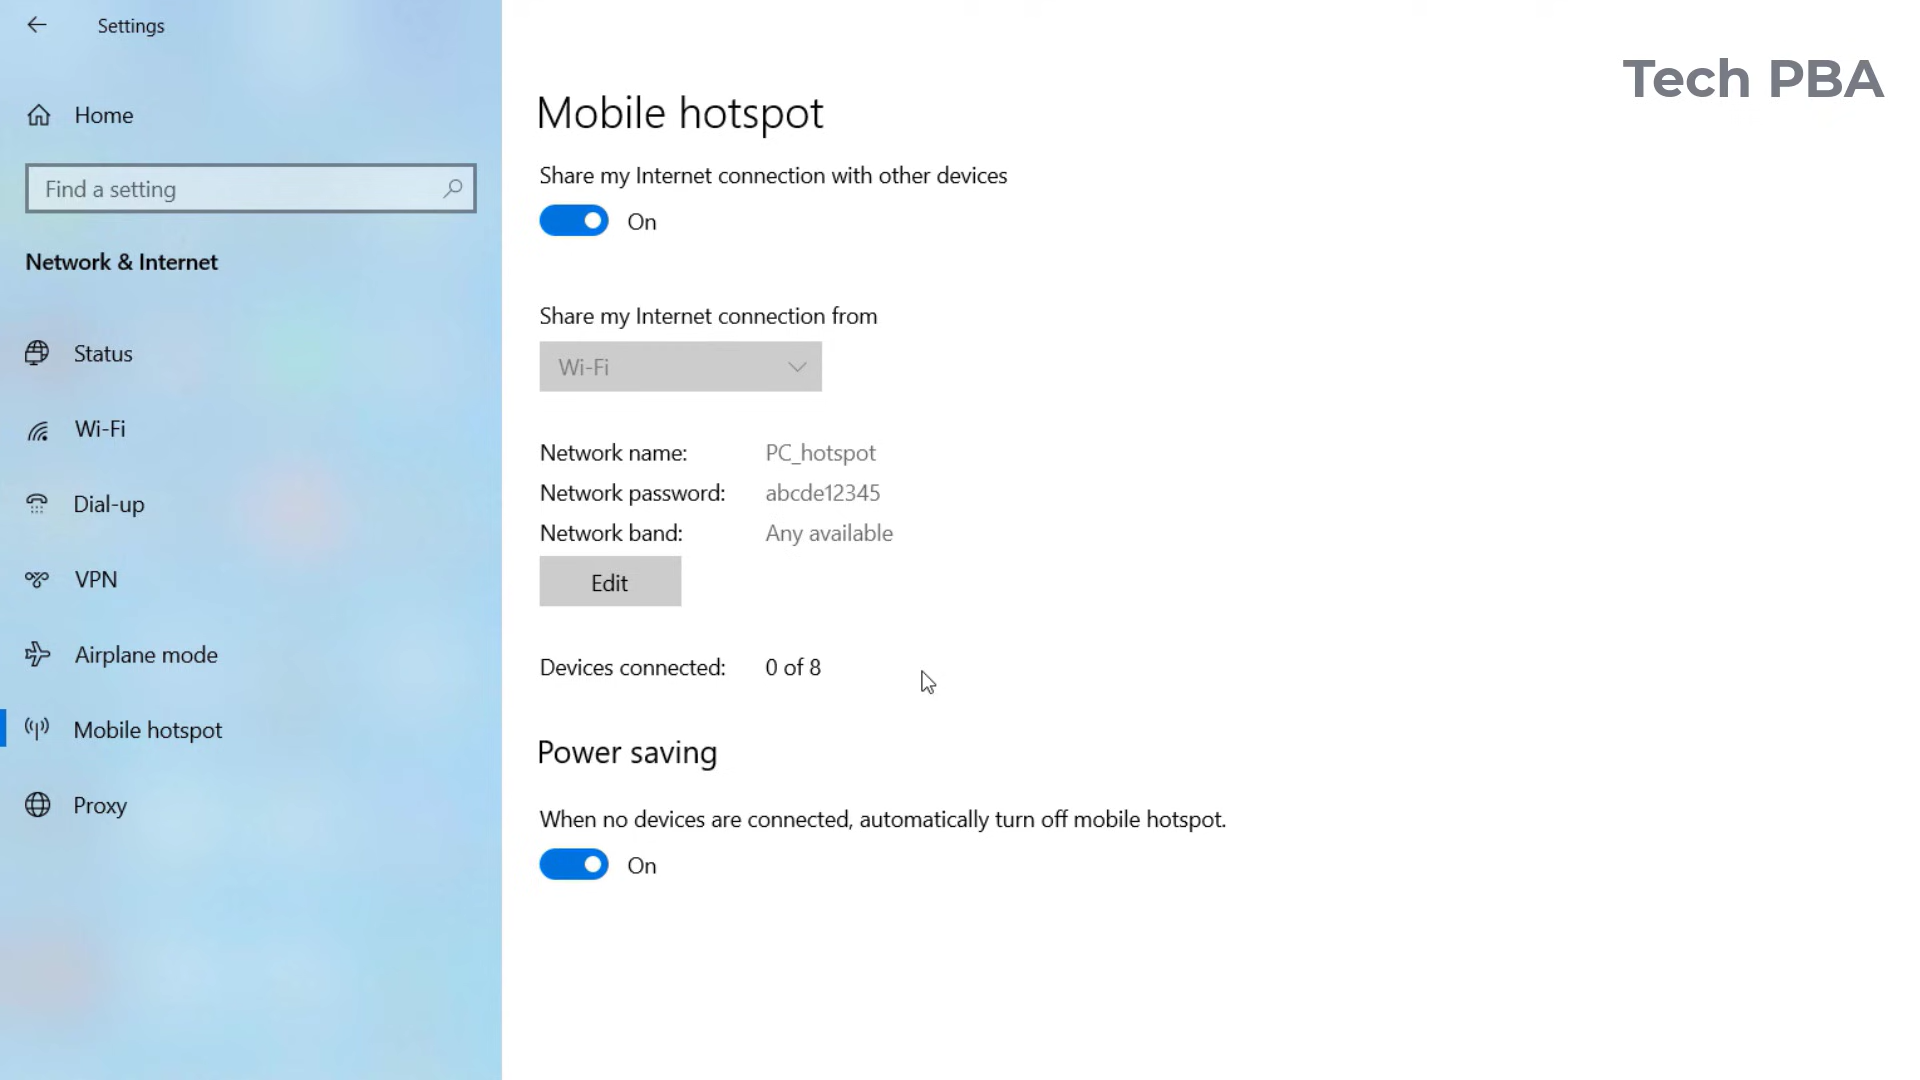 Settings
Tech PBA
Home
Find a setting
Network & Internet
Status
Wi-Fi
Dial-up
VPN
Airplane mode
Mobile hotspot
Proxy
Mobile hotspot
Share my Internet connection with other devices
On
Share my Internet connection from
Wi-Fi
Network name: PC_hotspot
Network password: abcde12345
Network band: Any available
Edit
Devices connected: 0 of 8
Power saving
When no devices are connected, automatically turn off mobile hotspot.
On